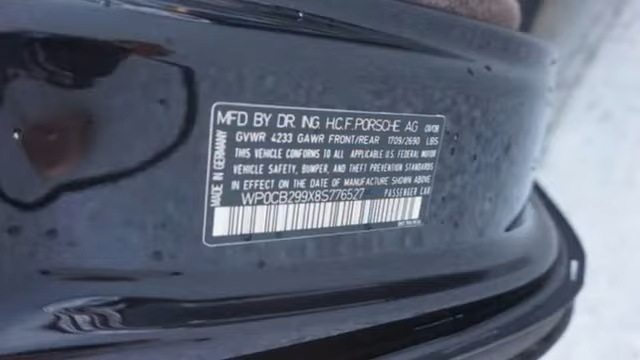 MFD BY DR. ING. H.C.F. PORSCHE AG 01/08
GVWR 4233 GAWR FRONT/REAR 1709/2690 LBS
THIS VEHICLE CONFORMS TO ALL APPLICABLE U.S. FEDERAL MOTOR
VEHICLE SAFETY, BUMPER, AND THEFT PREVENTION STANDARDS
IN EFFECT ON THE DATE OF MANUFACTURE SHOWN ABOVE.
WP0CB299X8S776527 PASSENGER CAR
MADE IN GERMANY